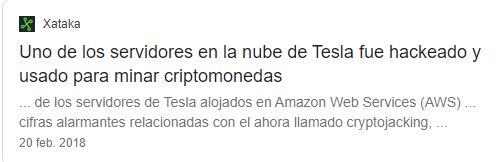 Xataka
Uno de los servidores en la nube de Tesla fue hackeado y
usado para minar criptomonedas
... de los servidores de Tesla alojados en Amazon Web Services (AWS) ...
cifras alarmantes relacionadas con el ahora llamado cryptojacking, ...
20 feb. 2018